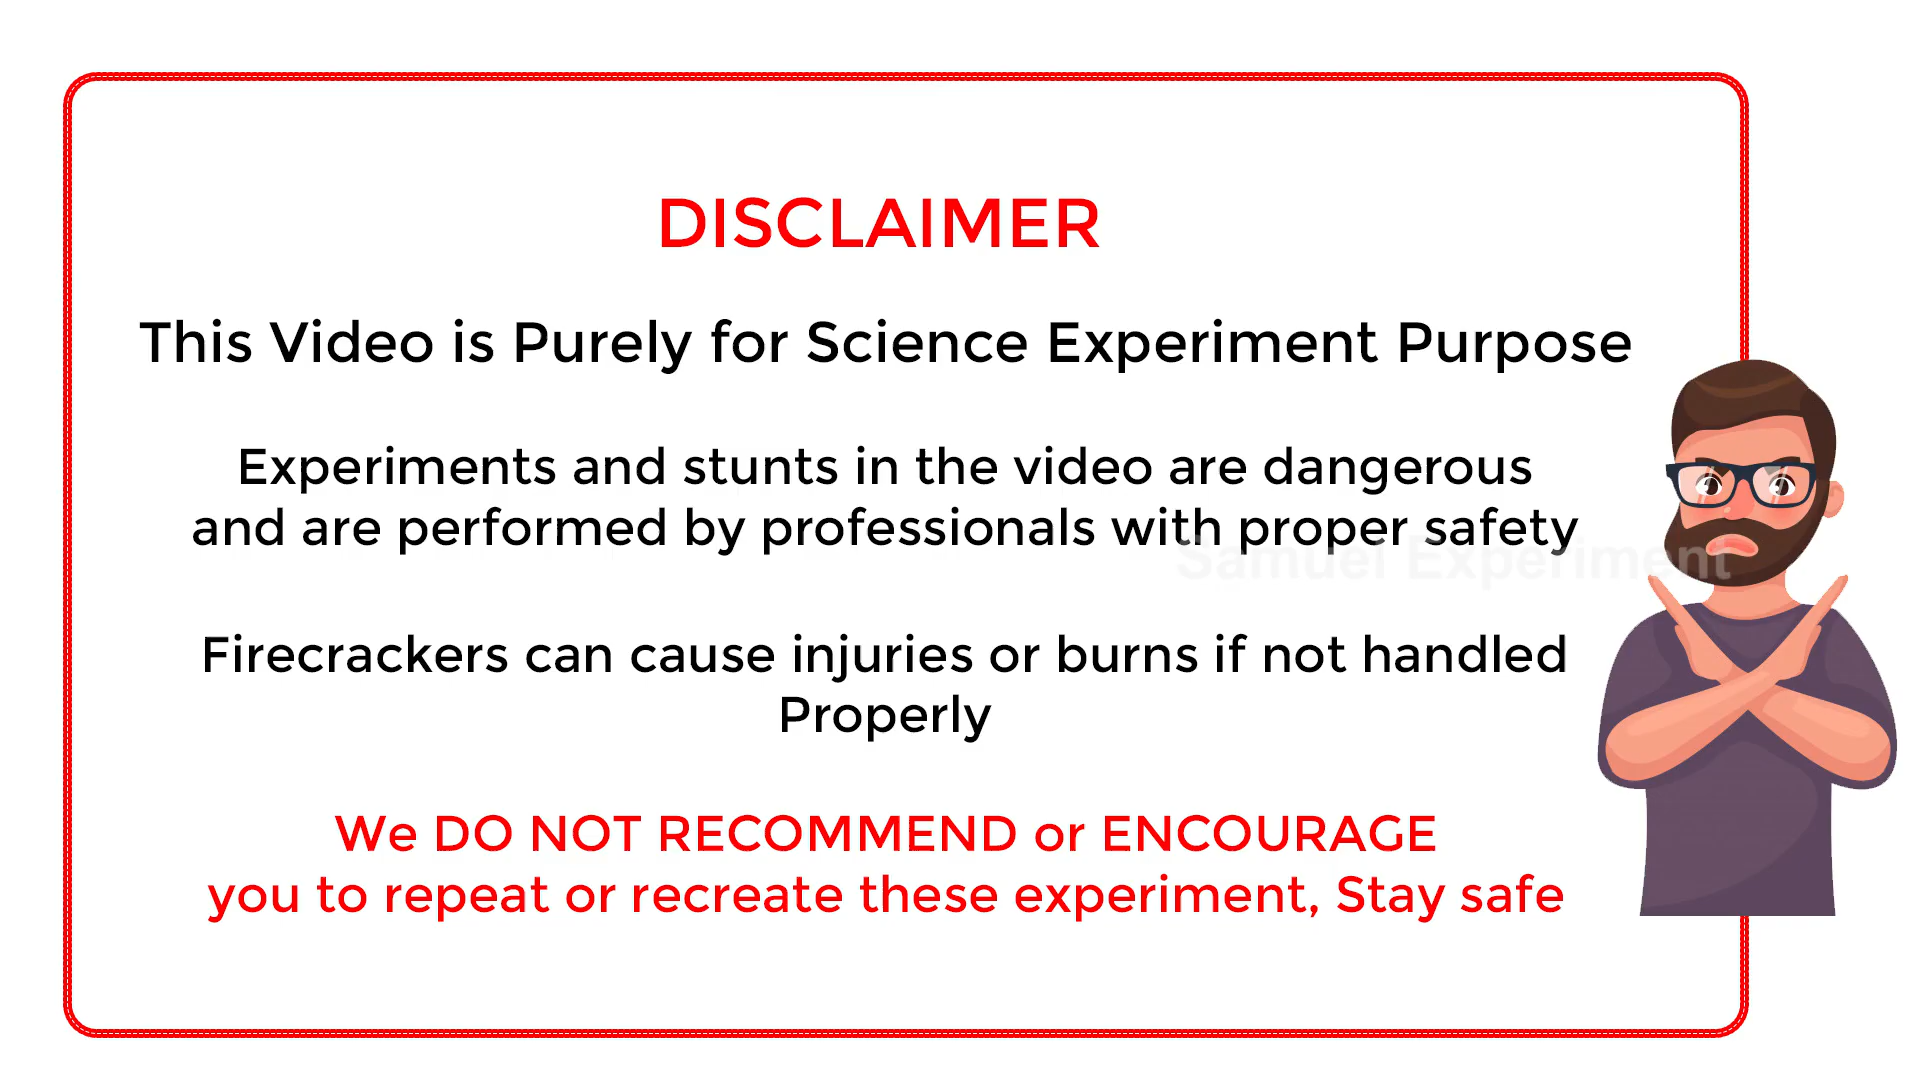 DISCLAIMER
This Video is Purely for Science Experiment Purpose
Experiments and stunts in the video are dangerous
and are performed by professionals with proper safety
Samuel Experiment
Firecrackers can cause injuries or burns if not handled
Properly
We DO NOT RECOMMEND or ENCOURAGE
you to repeat or recreate these experiment, Stay safe